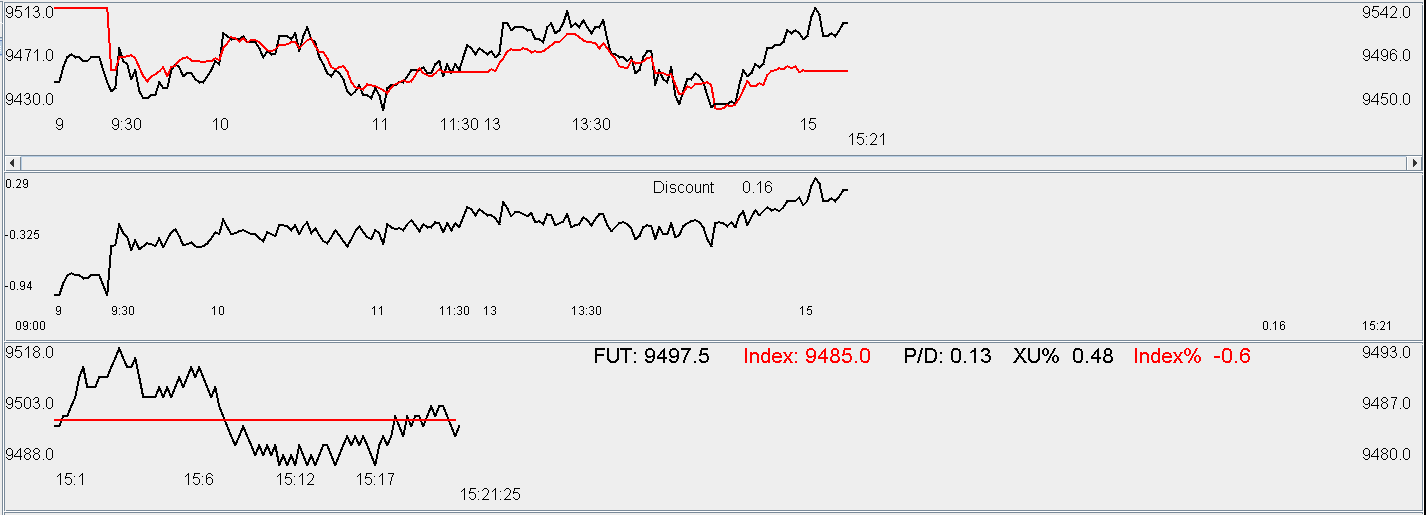 9513.0 9542.0
9471.0 9496.0
9430.0 9450.0
9 9:30 10 11 11:30 13 13:30 15
15:21
0.29 Discount 0.16
-0.325
-0.94
9 9:30 10 11 11:30 13 13:30 15
09:00 0.16 15:21
9518.0 FUT: 9497.5 Index: 9485.0 P/D: 0.13 XU% 0.48 Index% -0.6 9493.0
9503.0 9487.0
9488.0 9480.0
15:1 15:6 15:12 15:17
15:21:25